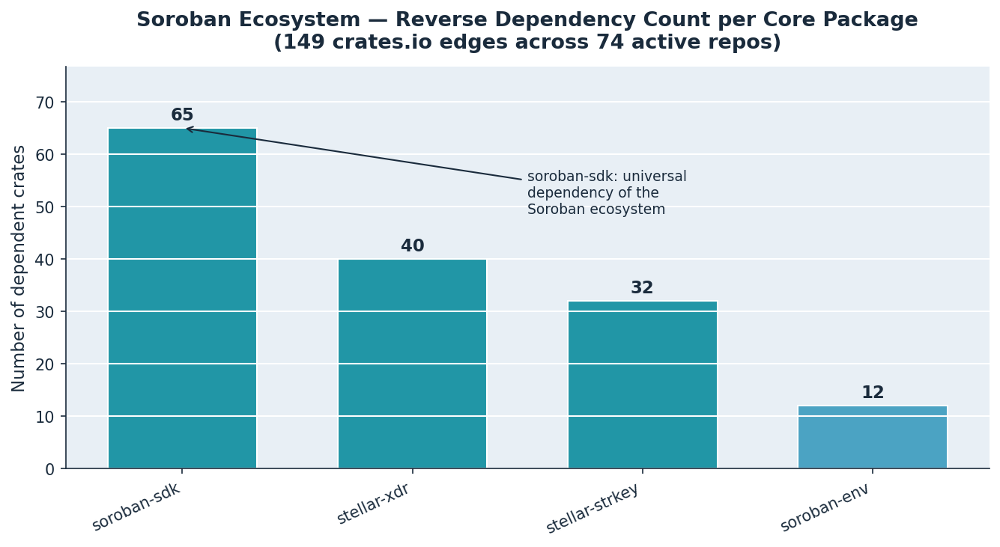 Soroban Ecosystem — Reverse Dependency Count per Core Package
(149 crates.io edges across 74 active repos)
Number of dependent crates
70
60
50
40
30
20
10
0
65
40
32
12
soroban-sdk: universal
dependency of the
Soroban ecosystem
soroban-sdk
stellar-xdr
stellar-strkey
soroban-env